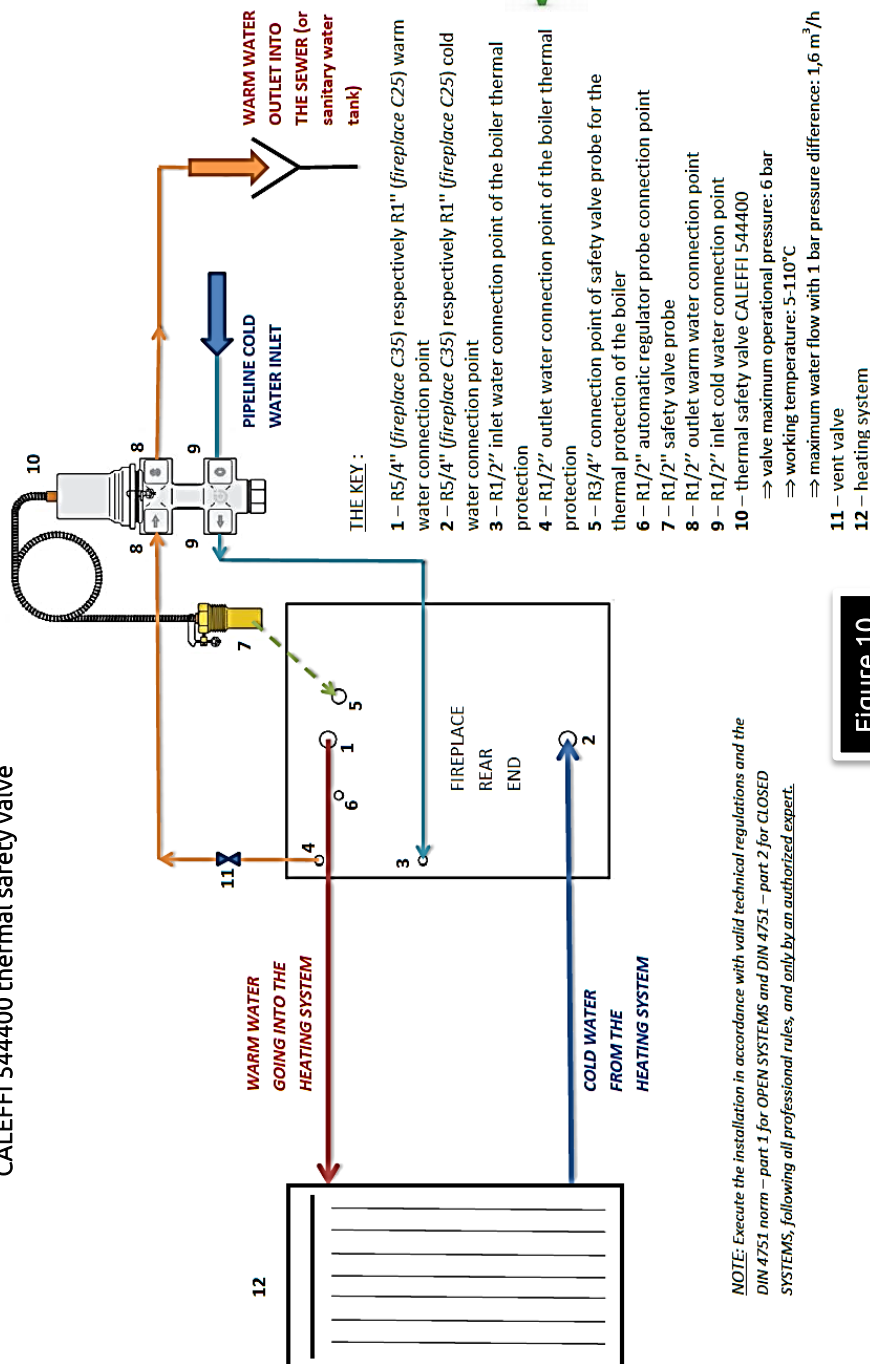 CALEFFI 544400 thermal safety valve
10
8
8
9
9
7
WARM WATER
OUTLET INTO
THE SEWER (or
sanitary water
tank)
PIPELINE COLD
WATER INLET
11
4
6
1
5
3
2
FIREPLACE
REAR
END
WARM WATER
GOING INTO THE
HEATING SYSTEM
COLD WATER
FROM THE
HEATING SYSTEM
12
THE KEY :
1 – R5/4" (fireplace C35) respectively R1" (fireplace C25) warm
water connection point
2 – R5/4" (fireplace C35) respectively R1" (fireplace C25) cold
water connection point
3 – R1/2'' inlet water connection point of the boiler thermal
protection
4 – R1/2'' outlet water connection point of the boiler thermal
protection
5 – R3/4'' connection point of safety valve probe for the
thermal protection of the boiler
6 – R1/2" automatic regulator probe connection point
7 – R1/2" safety valve probe
8 – R1/2'' outlet warm water connection point
9 – R1/2'' inlet cold water connection point
10 – thermal safety valve CALEFFI 544400
⇒ valve maximum operational pressure: 6 bar
⇒ working temperature: 5-110°C
⇒ maximum water flow with 1 bar pressure difference: 1,6 m³/h
11 – vent valve
12 – heating system
NOTE: Execute the installation in accordance with valid technical regulations and the
DIN 4751 norm – part 1 for OPEN SYSTEMS and DIN 4751 – part 2 for CLOSED
SYSTEMS, following all professional rules, and only by an authorized expert.
Figure 10